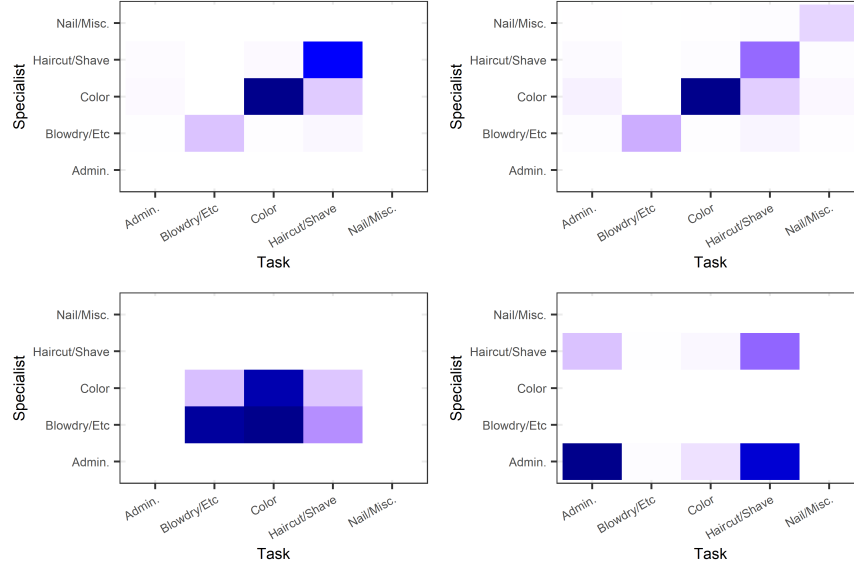 Nail/Misc.
Haircut/Shave
Color
Blowdry/Etc
Admin.
Specialist
Admin.
Blowdry/Etc
Color
Haircut/Shave
Nail/Misc.
Task
Nail/Misc.
Haircut/Shave
Color
Blowdry/Etc
Admin.
Specialist
Admin.
Blowdry/Etc
Color
Haircut/Shave
Nail/Misc.
Task
Nail/Misc.
Haircut/Shave
Color
Blowdry/Etc
Admin.
Specialist
Admin.
Blowdry/Etc
Color
Haircut/Shave
Nail/Misc.
Task
Nail/Misc.
Haircut/Shave
Color
Blowdry/Etc
Admin.
Specialist
Admin.
Blowdry/Etc
Color
Haircut/Shave
Nail/Misc.
Task